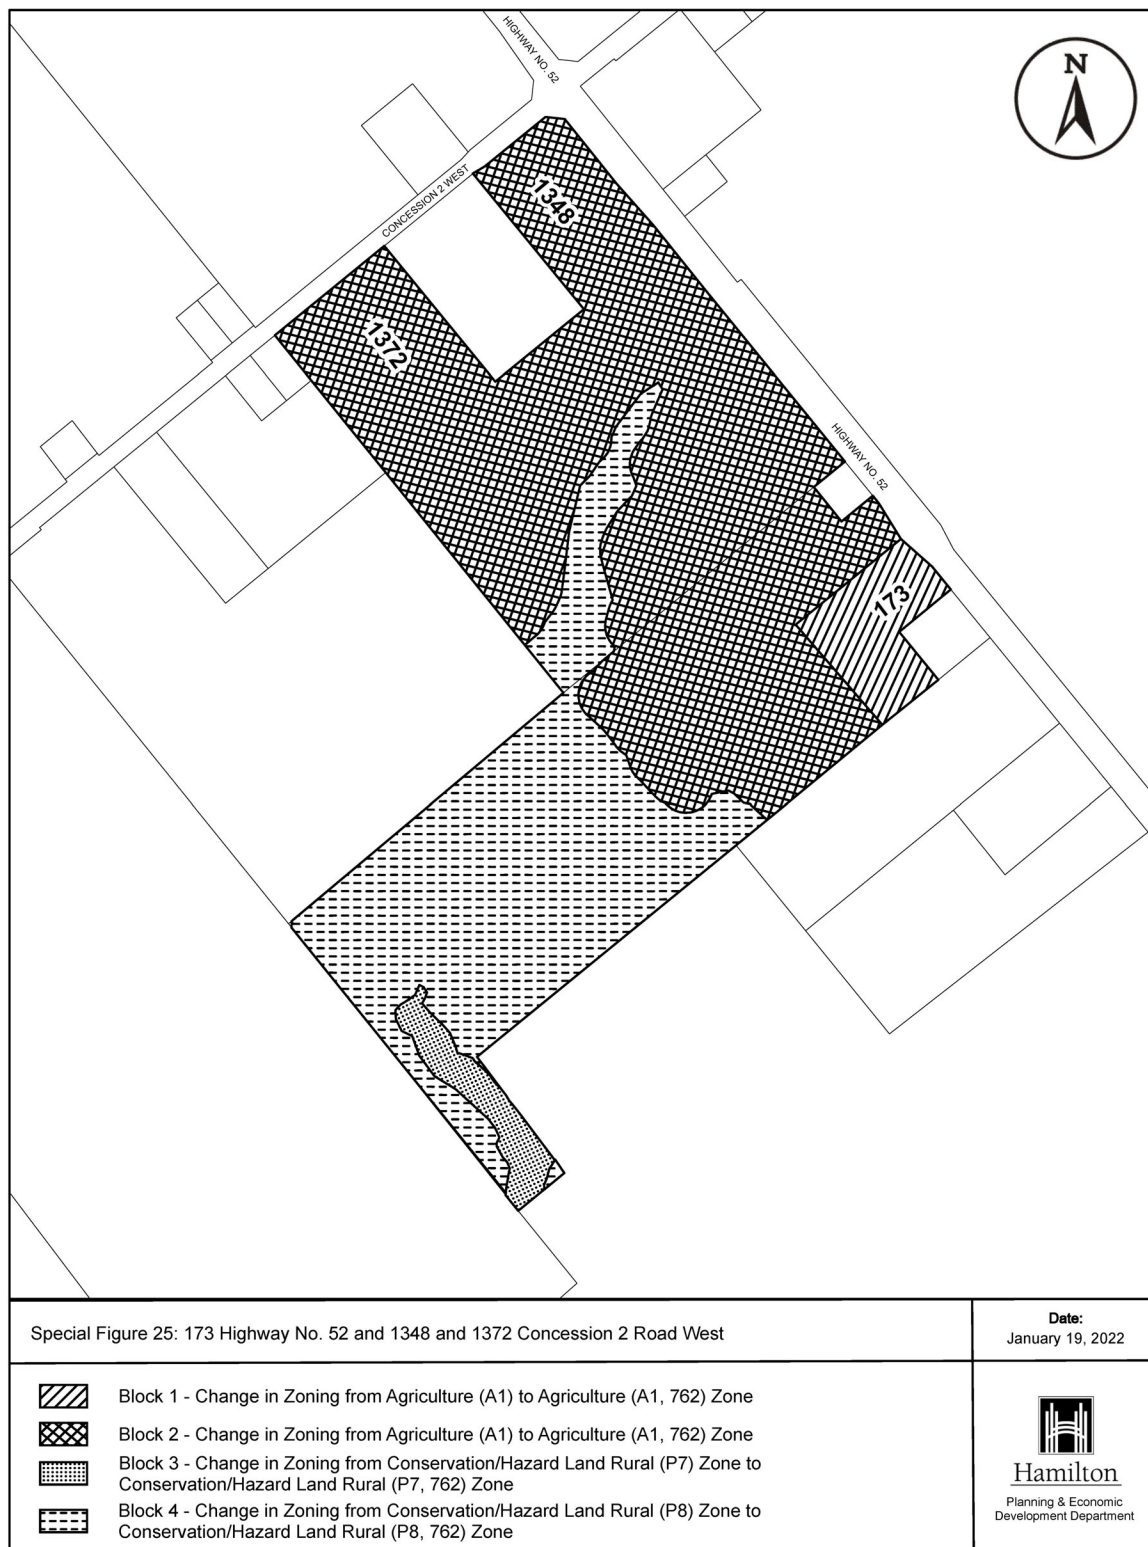 HIGHWAY NO. 52
N
CONCESSION 2 WEST
1348
1372
HIGHWAY NO. 52
173
Special Figure 25: 173 Highway No. 52 and 1348 and 1372 Concession 2 Road West
Date:
January 19, 2022
Block 1 - Change in Zoning from Agriculture (A1) to Agriculture (A1, 762) Zone
Block 2 - Change in Zoning from Agriculture (A1) to Agriculture (A1, 762) Zone
Block 3 - Change in Zoning from Conservation/Hazard Land Rural (P7) Zone to
Conservation/Hazard Land Rural (P7, 762) Zone
Block 4 - Change in Zoning from Conservation/Hazard Land Rural (P8) Zone to
Conservation/Hazard Land Rural (P8, 762) Zone
Hamilton
Planning & Economic
Development Department